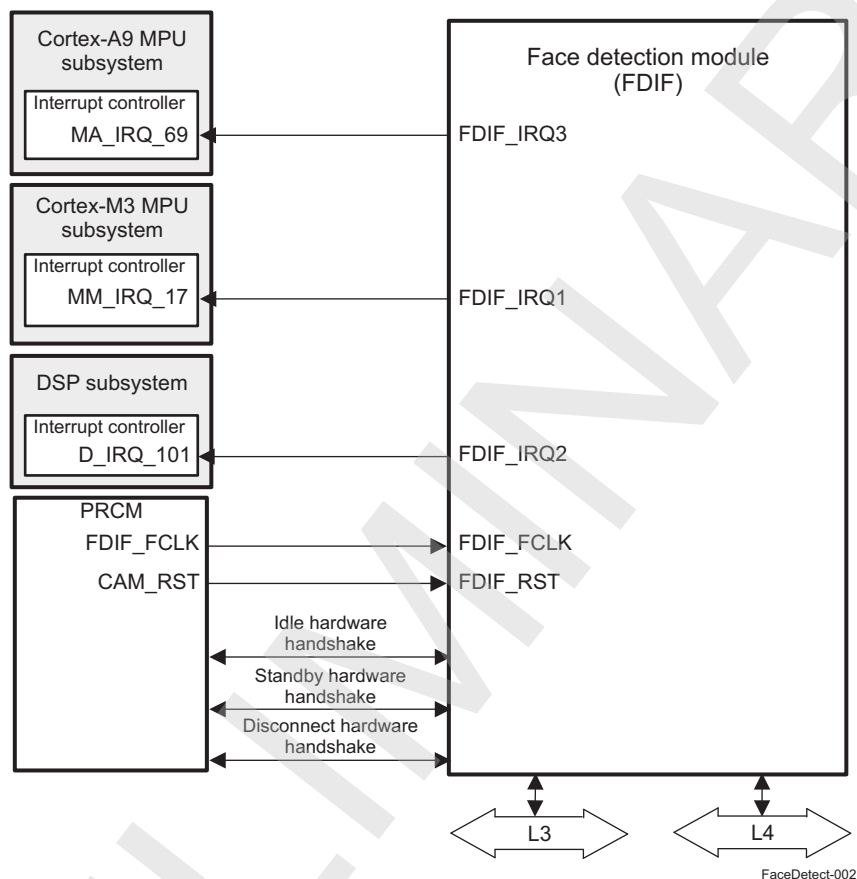 Cortex-A9 MPU
subsystem
Interrupt controller
MA_IRQ_69
Cortex-M3 MPU
subsystem
Interrupt controller
MM_IRQ_17
DSP subsystem
Interrupt controller
D_IRQ_101
PRCM
FDIF_FCLK
CAM_RST
Idle hardware
handshake
Standby hardware
handshake
Disconnect hardware
handshake
Face detection module
(FDIF)
FDIF_IRQ3
FDIF_IRQ1
FDIF_IRQ2
FDIF_FCLK
FDIF_RST
L3
L4
FaceDetect-002
LIMINAR